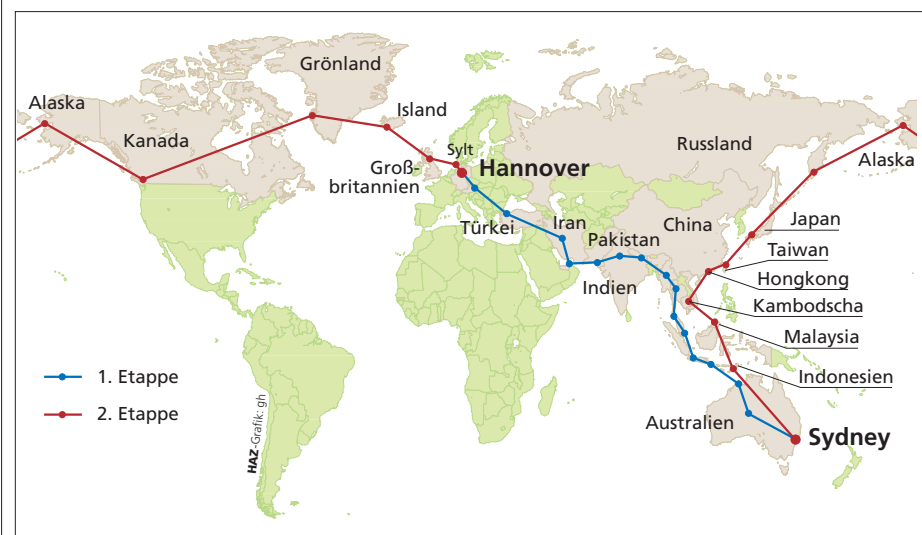 Grönland
Alaska
Island
Kanada
Russland
Sylt
Groß-
britannien
Hannover
Alaska
Türkei
Iran
China
Japan
Pakistan
Taiwan
Indien
Hongkong
Kambodscha
Malaysia
1. Etappe
Indonesien
2. Etappe
Australien
Sydney
HAZ-Grafik: gh